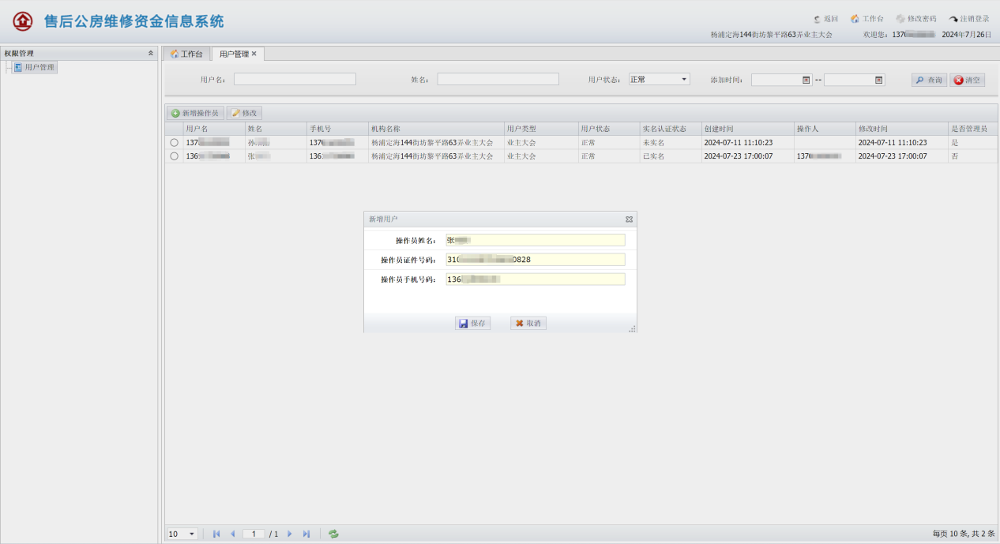 售后公房维修资金信息系统
返回 工作台 修改密码 注销登录
杨浦定海144街坊黎平路63弄业主大会 欢迎您: 137 2024年7月26日
权限管理
用户管理
工作台 用户管理
用户名: 姓名: 用户状态: 正常 添加时间: -- 查询 清空
新增操作员 修改
用户名 姓名 手机号 机构名称 用户类型 用户状态 实名认证状态 创建时间 操作人 修改时间 是否管理员
137 孙 137 杨浦定海144街坊黎平路63弄业主大会 业主大会 正常 未实名 2024-07-11 11:10:23 2024-07-11 11:10:23 是
136 张 136 杨浦定海144街坊黎平路63弄业主大会 业主大会 正常 已实名 2024-07-23 17:00:07 137 2024-07-23 17:00:07 否
新增用户
操作员姓名: 张
操作员证件号码: 310 0828
操作员手机号码: 136
保存 取消
10 1 / 1 每页 10 条, 共 2 条